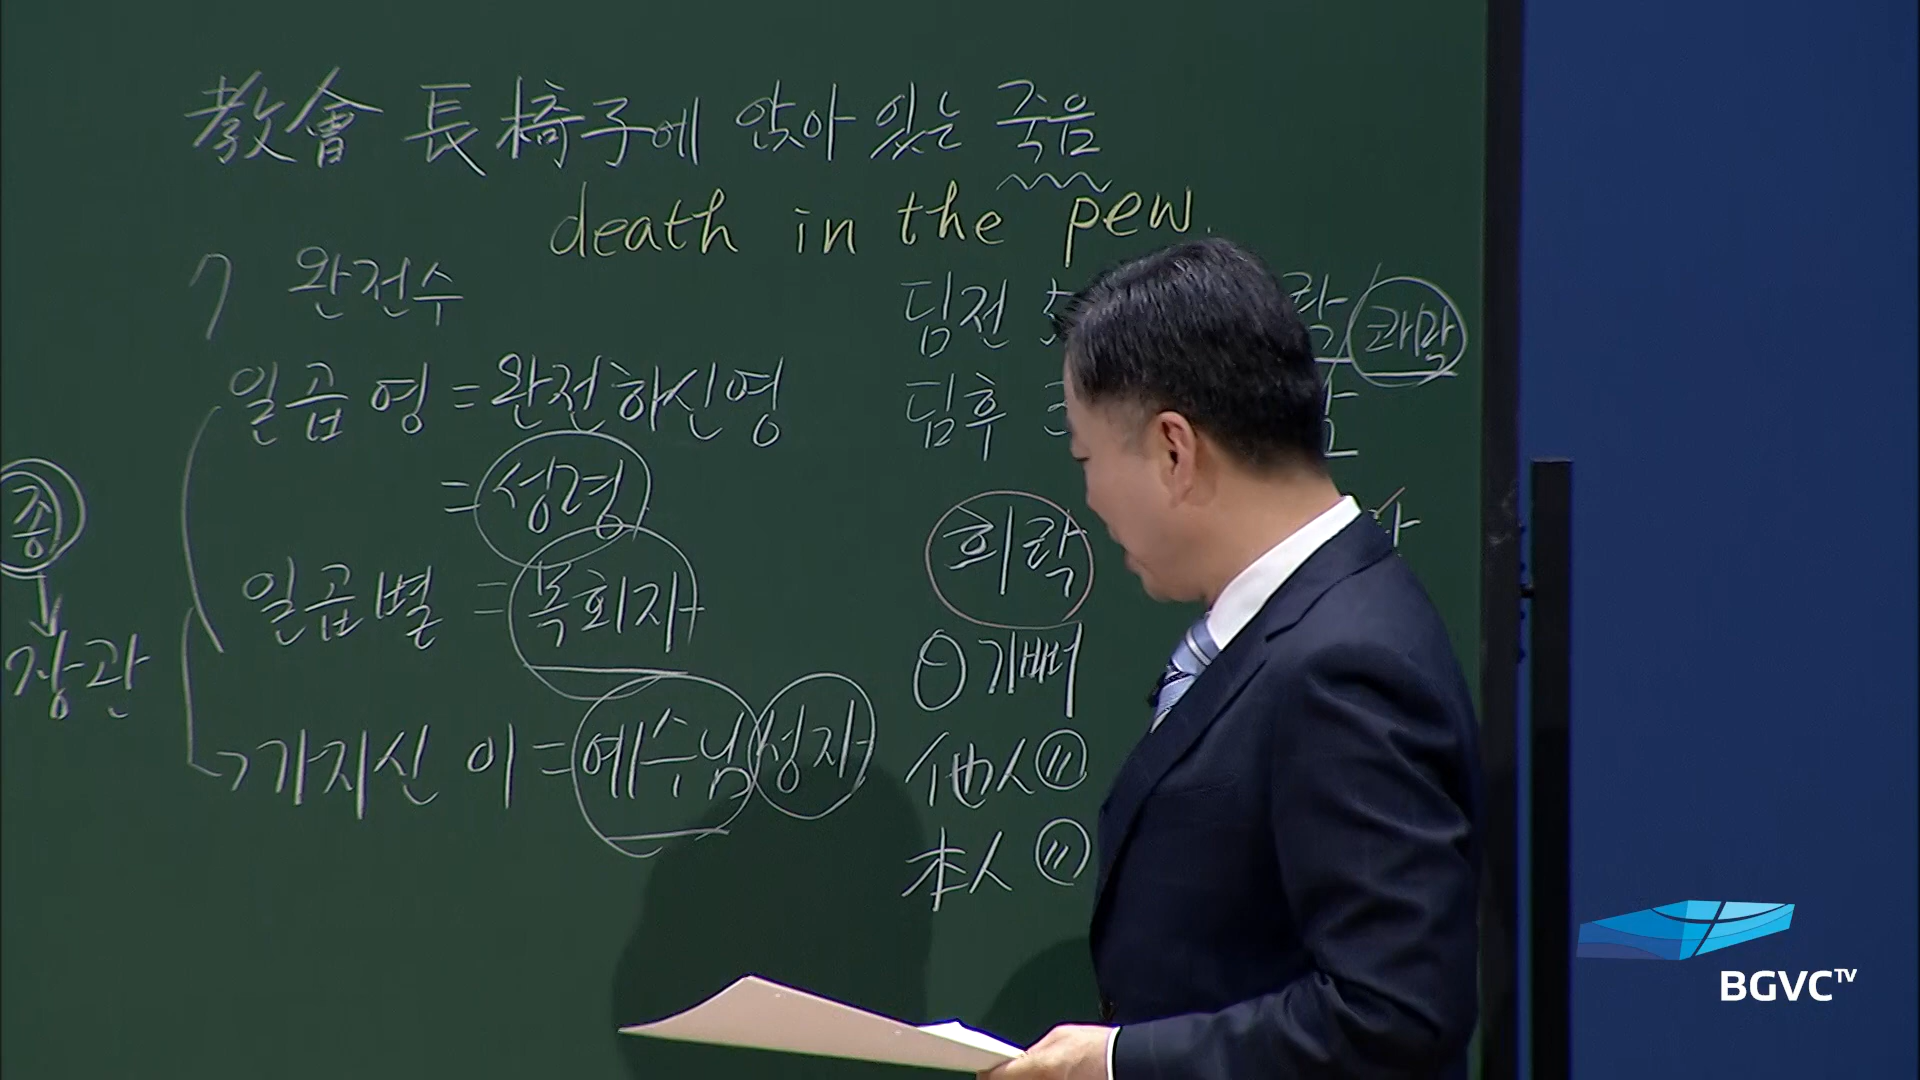 敎會 長椅子에 앉아 있는 죽음
death in the pew.
7 완전수
일곱 영 = 완전하신 영
= 성령
일곱 별 = 목회자
가지신 이 = 예수님 성자
종
장관
딤전 락 쾌락
딤후
희락
기뻐
他人 〃
本人 〃
BGVC TV